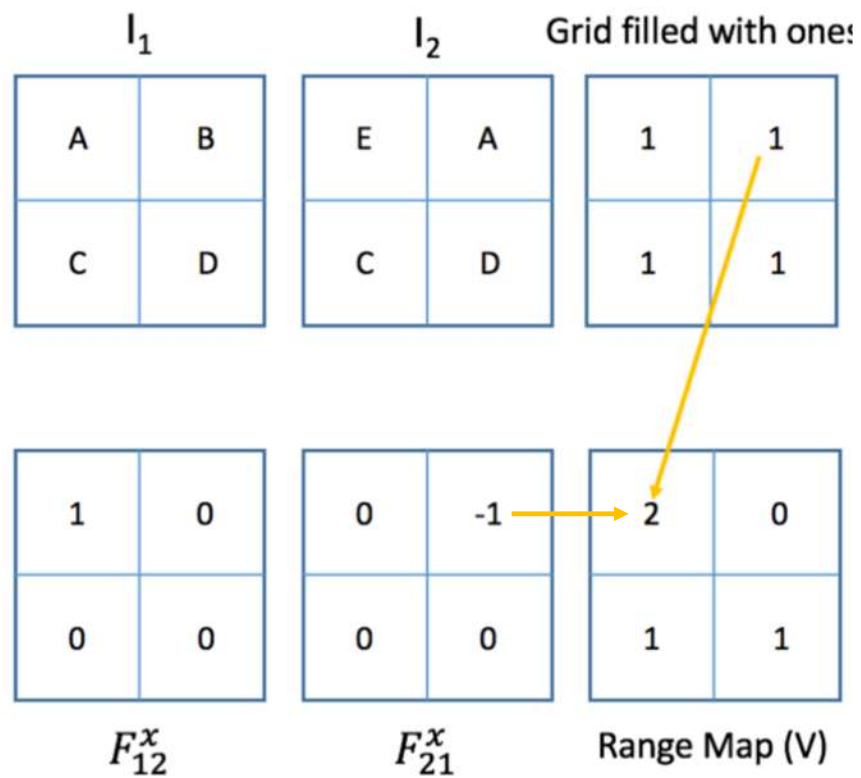 I₁ I₂ Grid filled with ones
A B E A 1 1
C D C D 1 1
1 0 0 -1 2 0
0 0 0 0 1 1
F₁₂ˣ F₂₁ˣ Range Map (V)